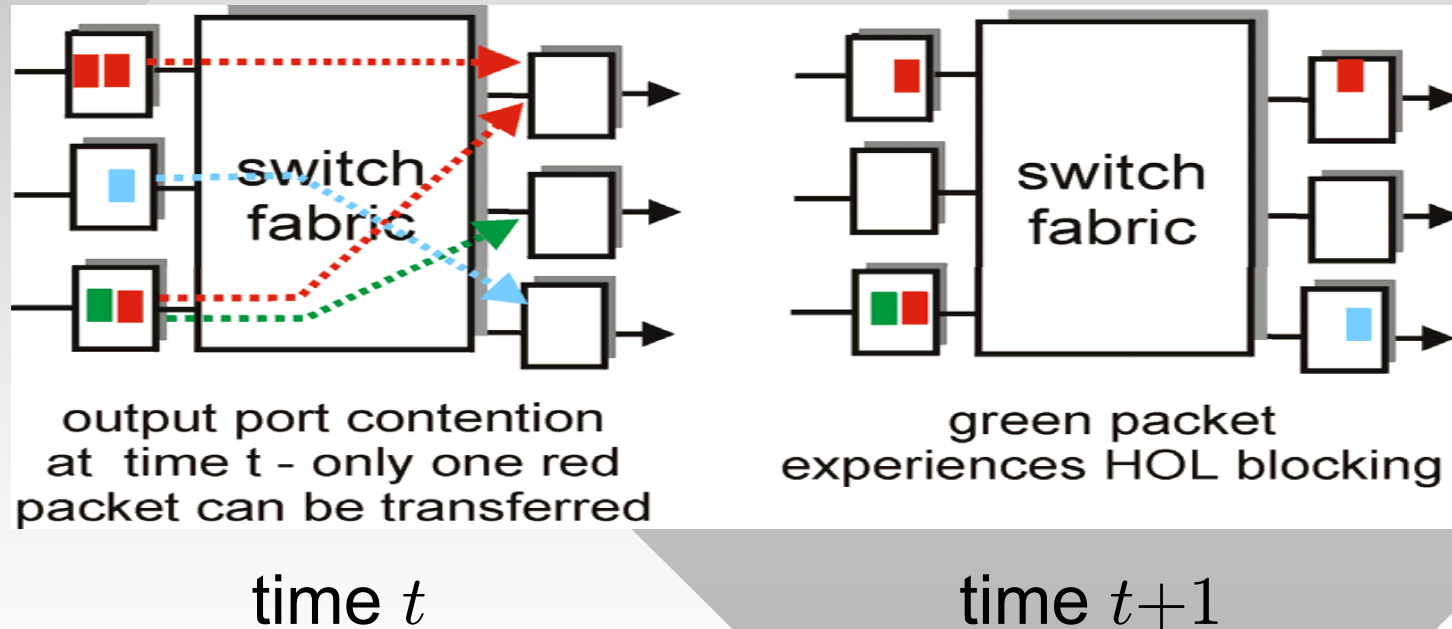 switch
fabric
output port contention
at time t - only one red
packet can be transferred
time t
switch
fabric
green packet
experiences HOL blocking
time t+1